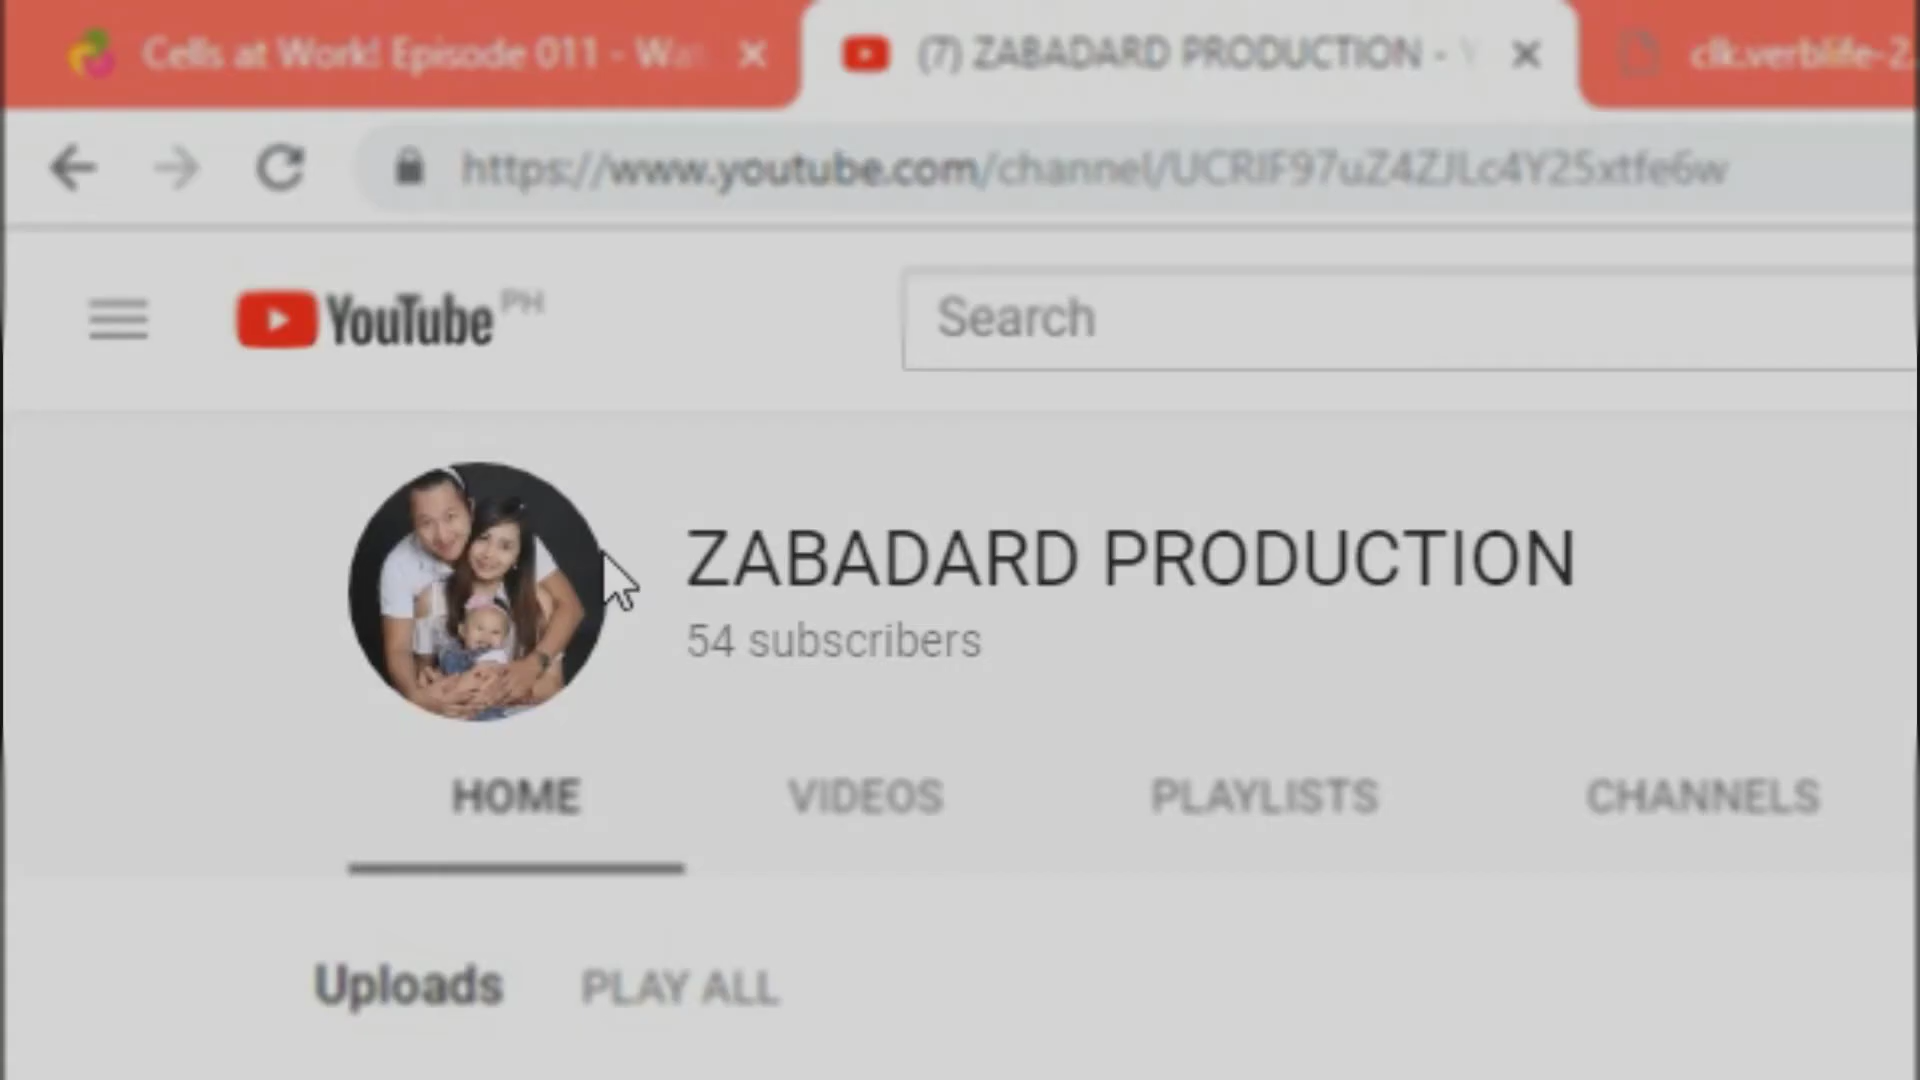 Cells at Work! Episode 011 - Wat
(7) ZABADARD PRODUCTION - Y
clk.verblife-2.
https://www.youtube.com/channel/UCRIF97uZ4ZJLc4Y25xtfe6w
YouTube PH
Search
ZABADARD PRODUCTION
54 subscribers
HOME
VIDEOS
PLAYLISTS
CHANNELS
Uploads
PLAY ALL